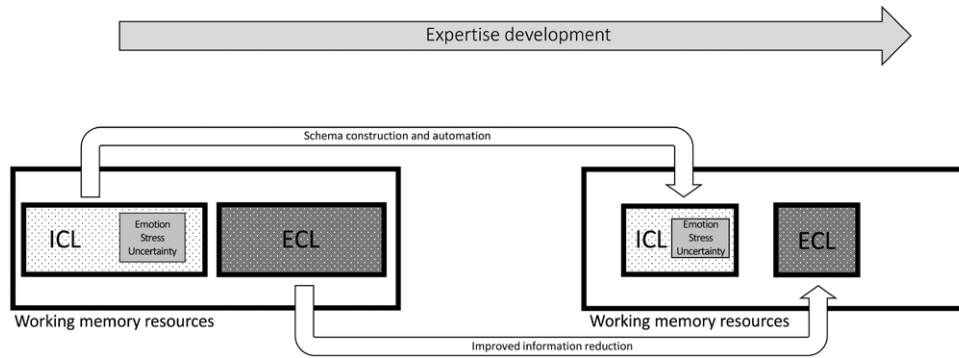 Expertise development
Schema construction and automation
ICL
Emotion
Stress
Uncertainty
ECL
ICL
Emotion
Stress
Uncertainty
ECL
Working memory resources
Working memory resources
Improved information reduction